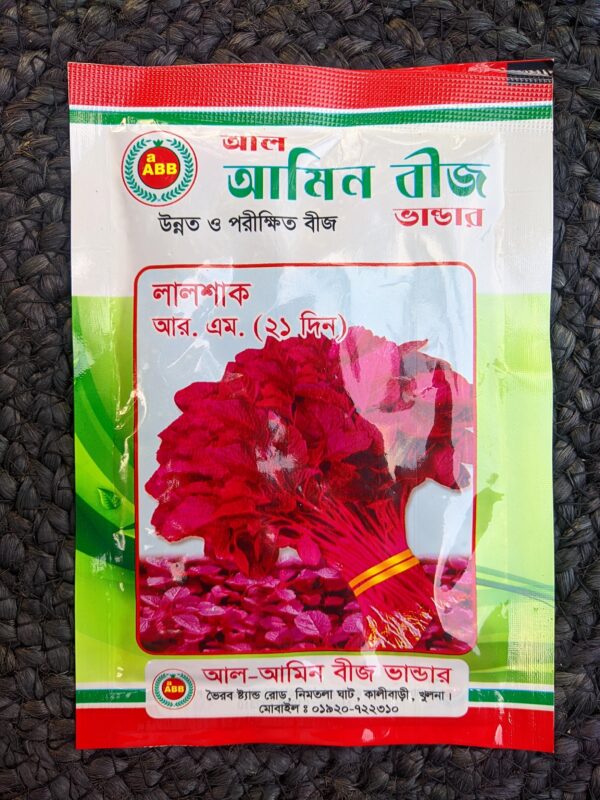 a
ABB
আল
আমিন বীজ
ভান্ডার
উন্নত ও পরীক্ষিত বীজ
লালশাক
আর. এম. (২১ দিন)
a
ABB
আল-আমিন বীজ ভান্ডার
ভৈরব ষ্ট্যান্ড রোড, নিমতলা ঘাট, কালীবাড়ী, খুলনা।
মোবাইল ঃ ০১৯২০-৭২২৩১০